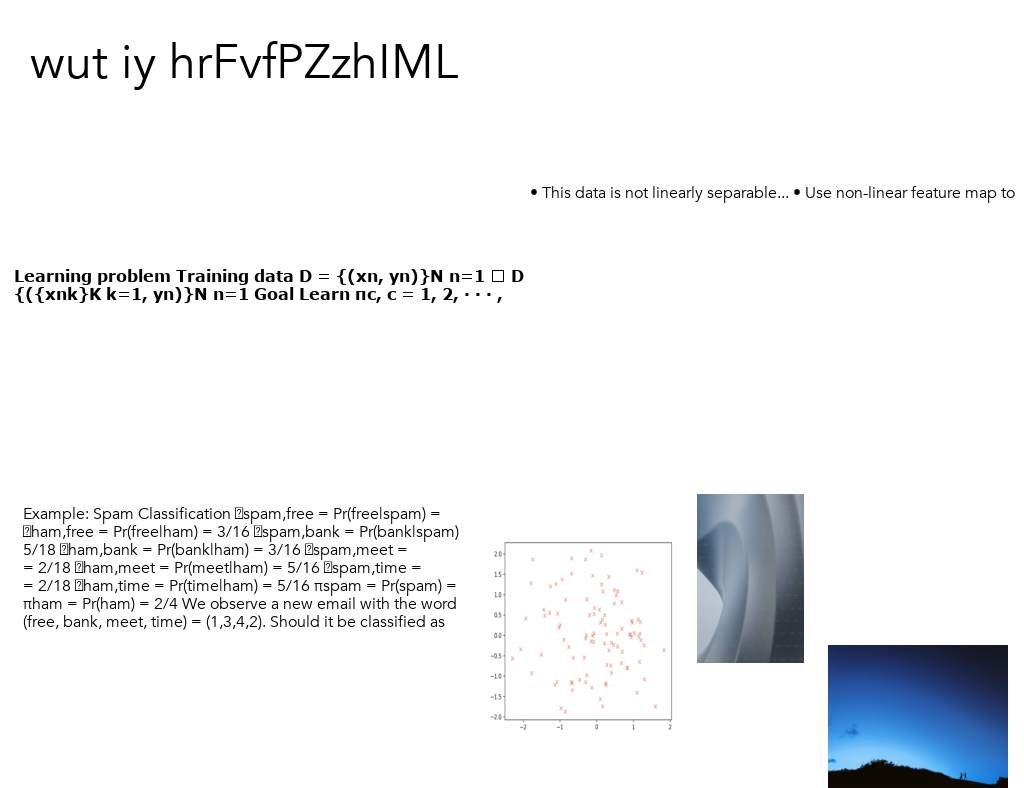 wut iy hrFvfPZzhIML
• This data is not linearly separable... • Use non-linear feature map to
Learning problem Training data D = {(xn, yn)}N n=1 □ D
{({xnk}K k=1, yn)}N n=1 Goal Learn πc, c = 1, 2, · · · ,
Example: Spam Classification �spam,free = Pr(free|spam) =
�ham,free = Pr(free|ham) = 3/16 �spam,bank = Pr(bank|spam)
5/18 �ham,bank = Pr(bank|ham) = 3/16 �spam,meet =
= 2/18 �ham,meet = Pr(meet|ham) = 5/16 �spam,time =
= 2/18 �ham,time = Pr(time|ham) = 5/16 πspam = Pr(spam) =
πham = Pr(ham) = 2/4 We observe a new email with the word
(free, bank, meet, time) = (1,3,4,2). Should it be classified as
2.0
1.5
1.0
0.5
0.0
−0.5
−1.0
−1.5
−2.0
−2 −1 0 1 2